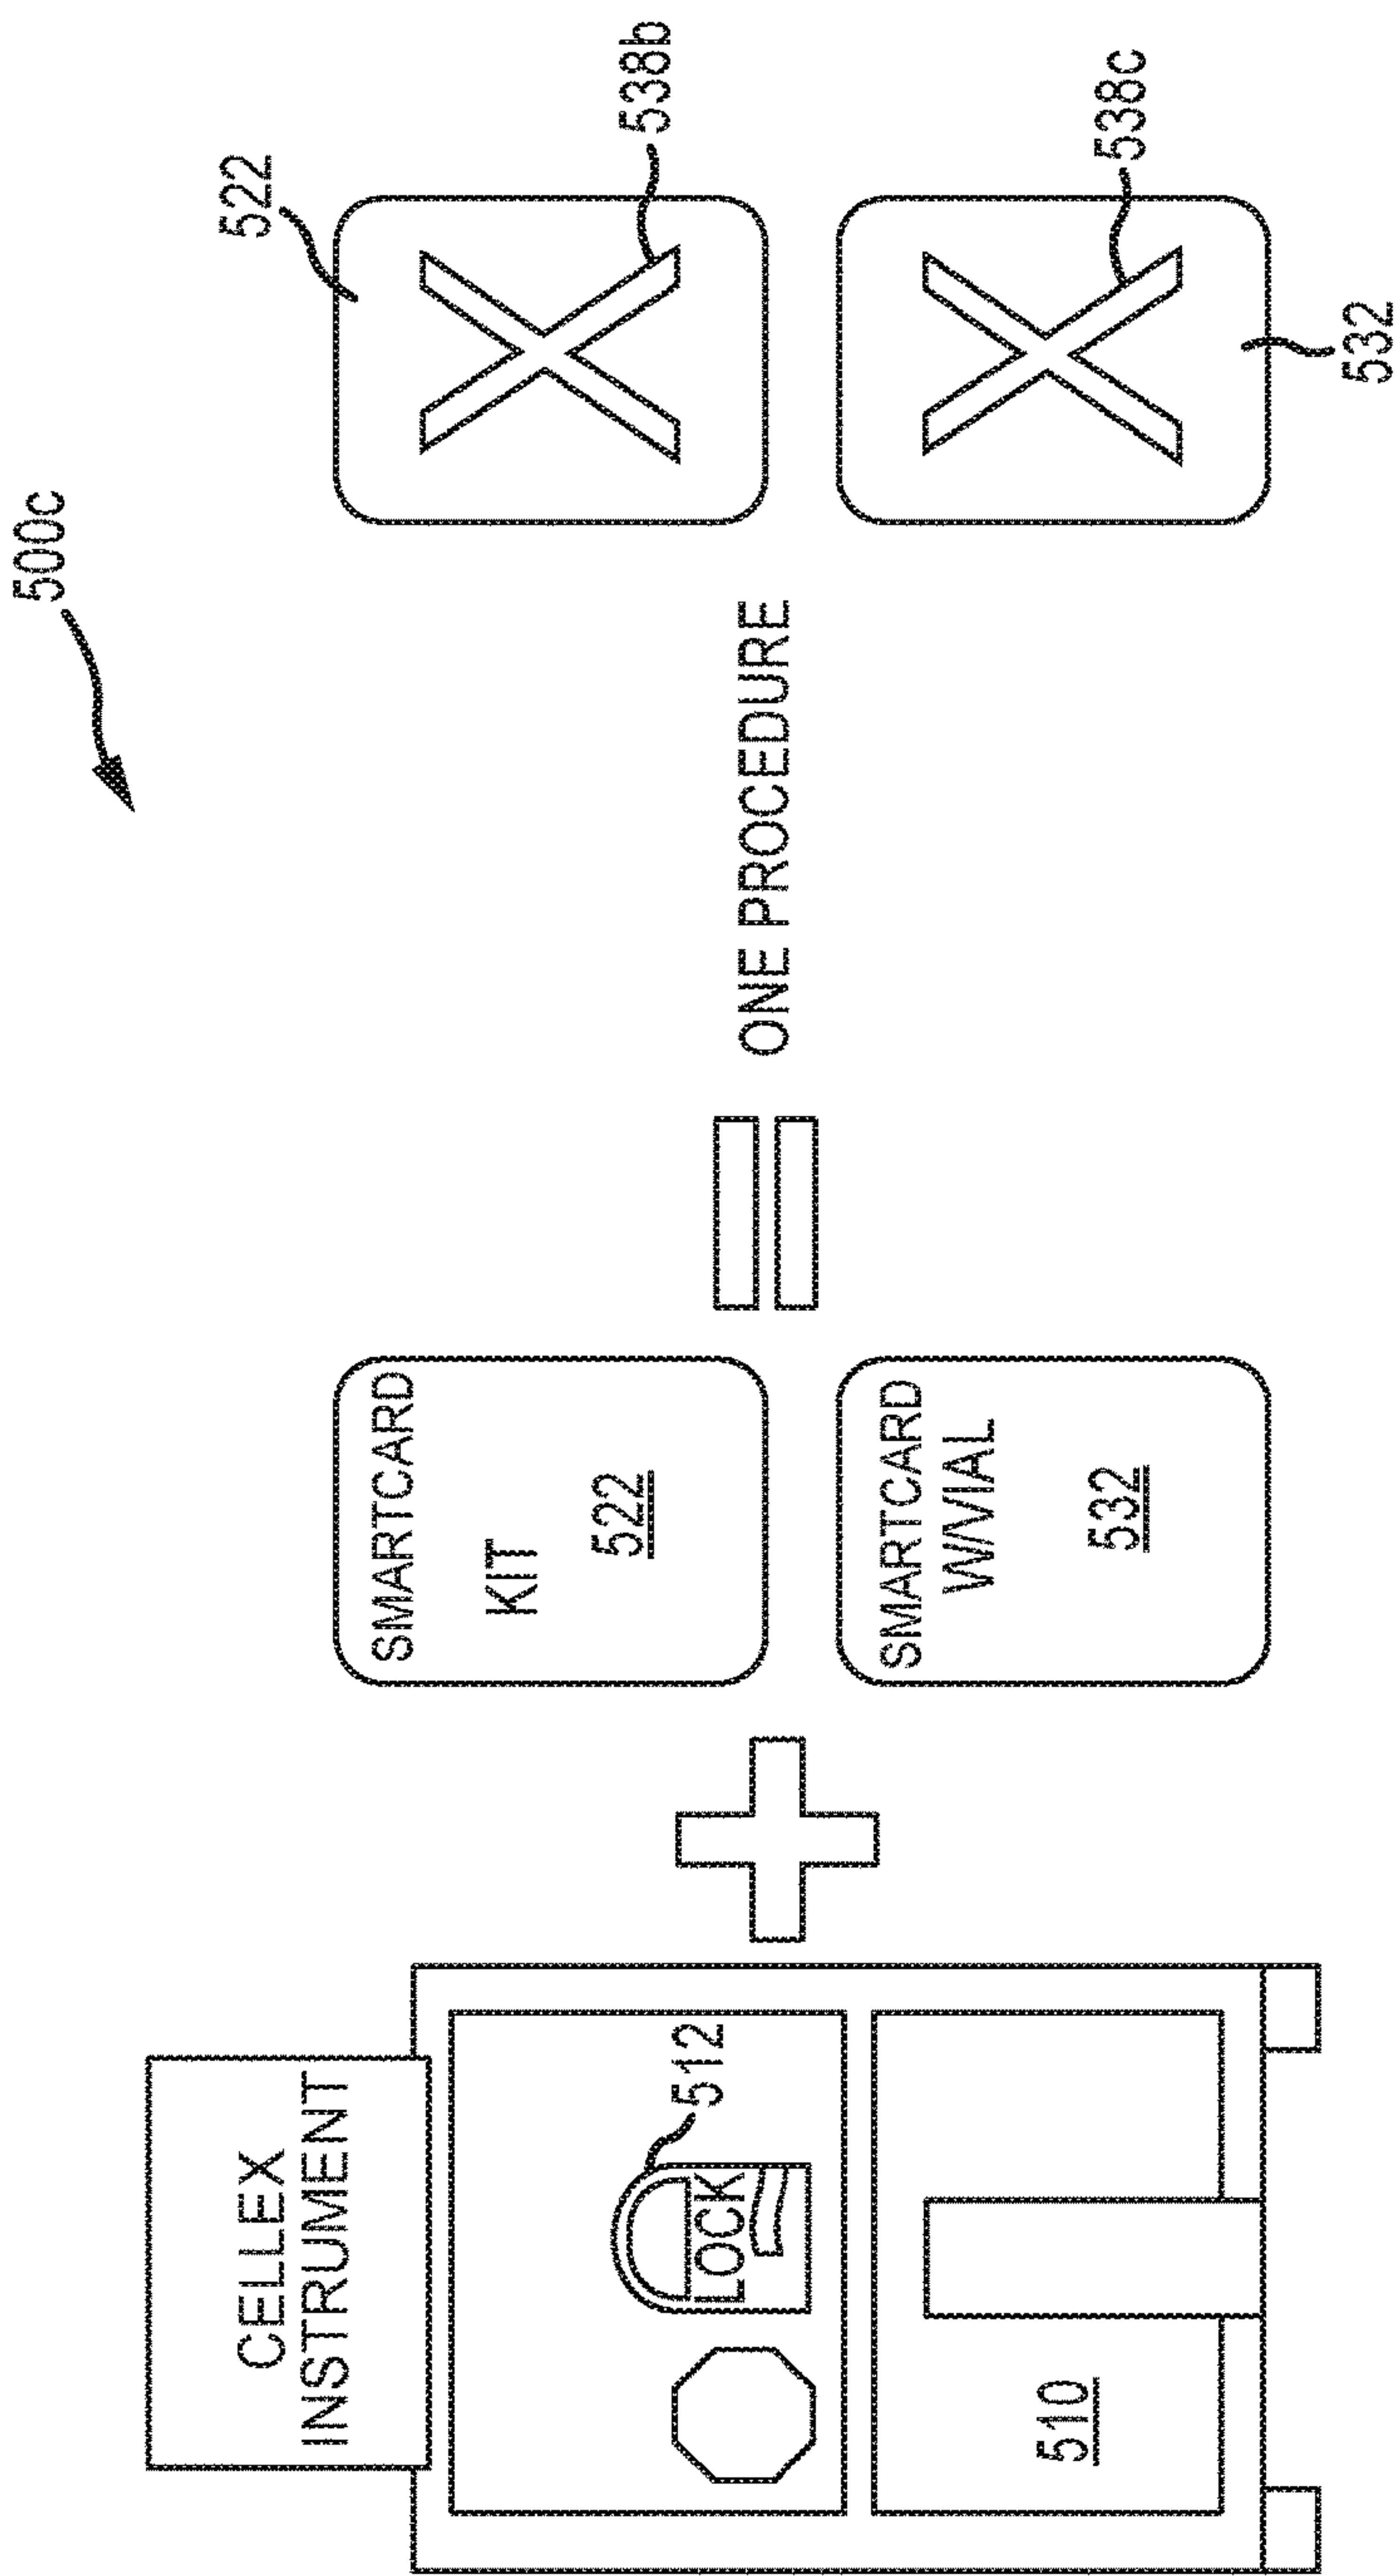 500c
CELLEX
INSTRUMENT
512
LOCK
510
SMARTCARD
KIT
522
SMARTCARD
W/VIAL
532
ONE PROCEDURE
522
538b
538c
532